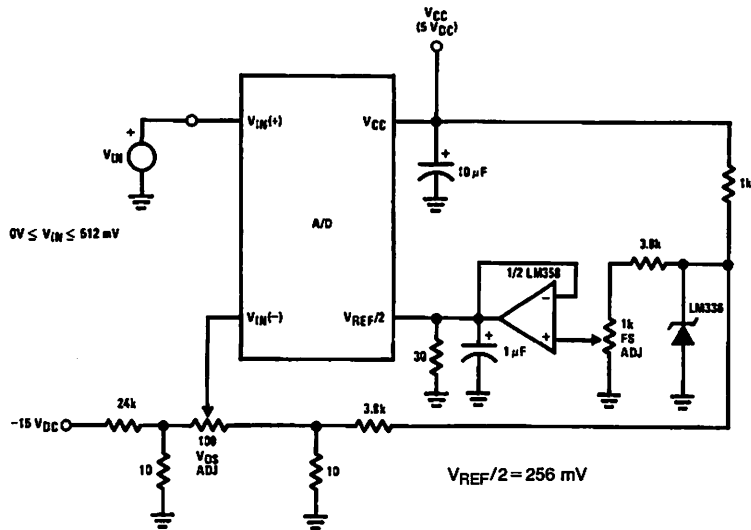 VCC
(5 VDC)
VIN(+)
VCC
+
VIN
+
10 µF
1k
0V ≤ VIN ≤ 512 mV
A/D
3.9k
1/2 LM358
LM336
VIN(−)
VREF/2
−
+
1k
FS
ADJ
+
1 µF
30
24k
3.9k
−15 VDC
100
VOS
ADJ
10
10
VREF/2=256 mV